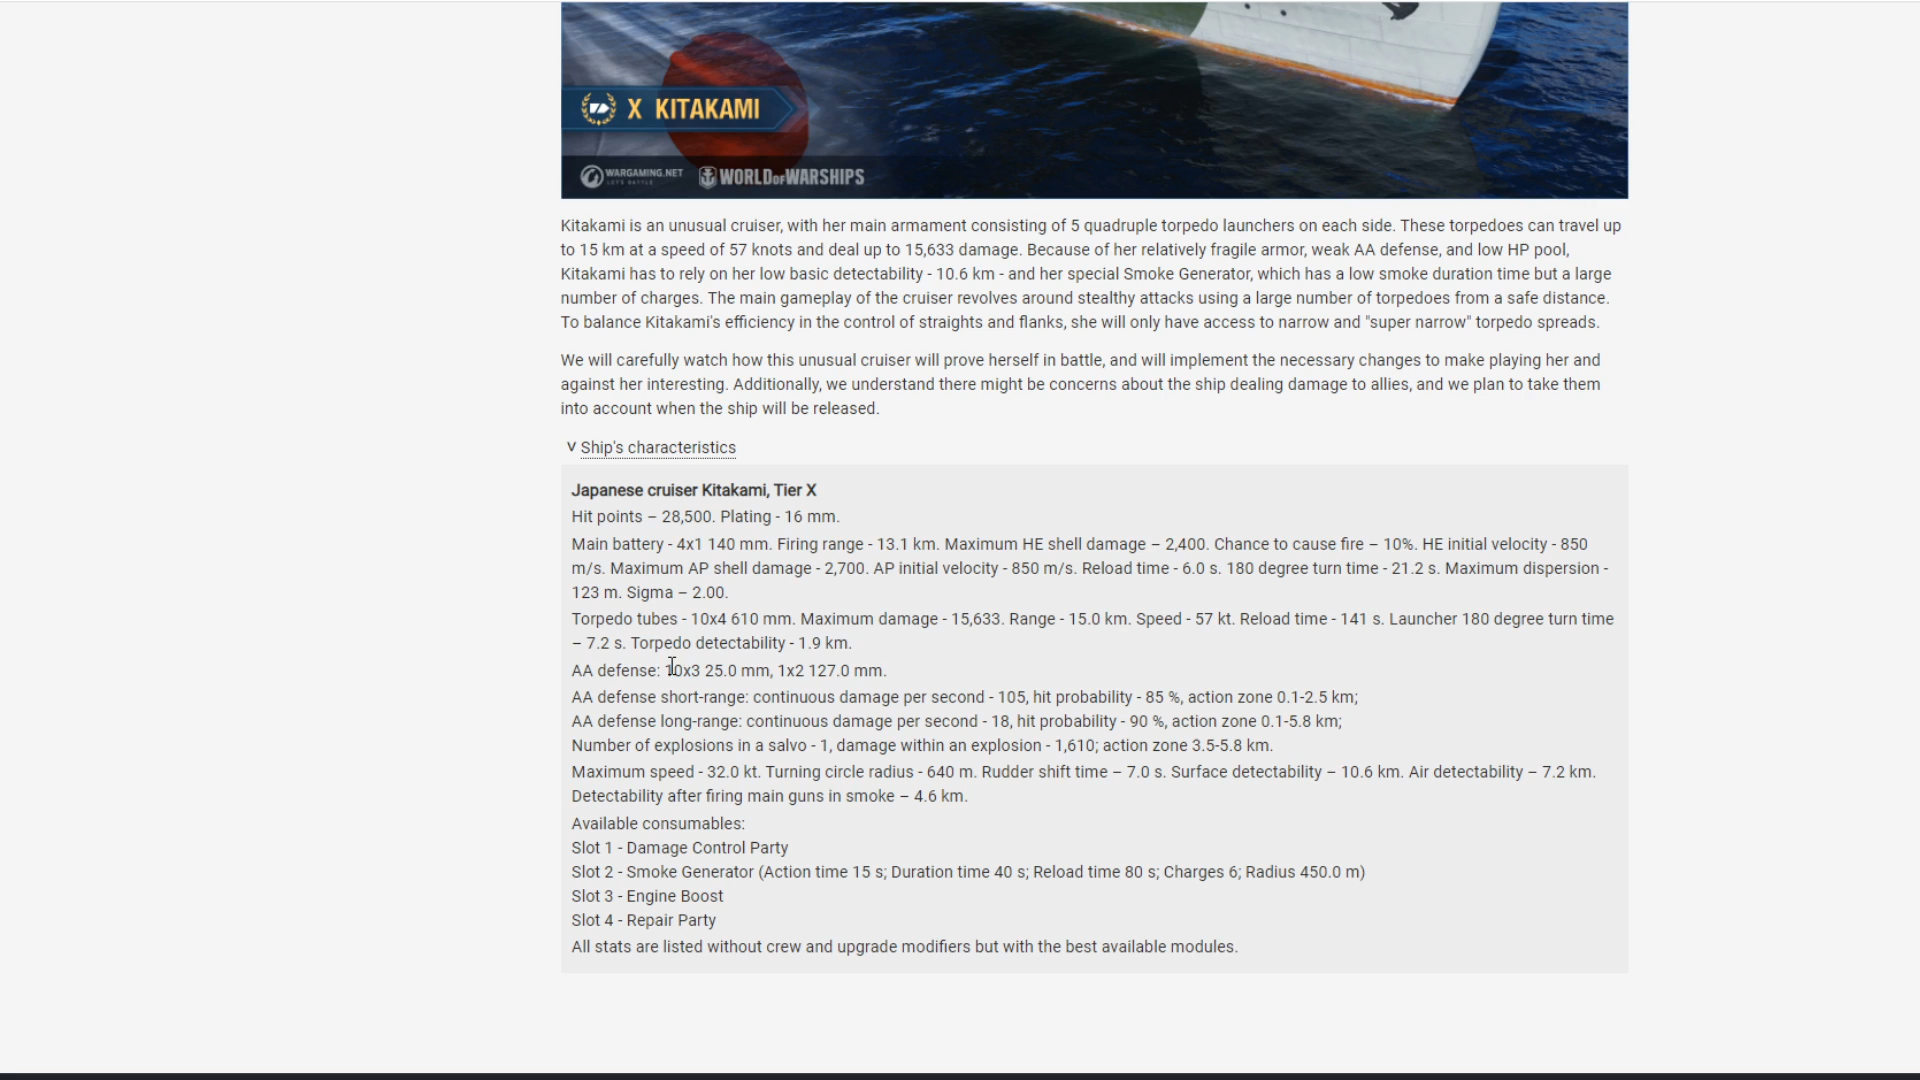 X KITAKAMI
WARGAMING.NET
LET'S BATTLE
WORLD OF WARSHIPS
Kitakami is an unusual cruiser, with her main armament consisting of 5 quadruple torpedo launchers on each side. These torpedoes can travel up
to 15 km at a speed of 57 knots and deal up to 15,633 damage. Because of her relatively fragile armor, weak AA defense, and low HP pool,
Kitakami has to rely on her low basic detectability - 10.6 km - and her special Smoke Generator, which has a low smoke duration time but a large
number of charges. The main gameplay of the cruiser revolves around stealthy attacks using a large number of torpedoes from a safe distance.
To balance Kitakami's efficiency in the control of straights and flanks, she will only have access to narrow and "super narrow" torpedo spreads.
We will carefully watch how this unusual cruiser will prove herself in battle, and will implement the necessary changes to make playing her and
against her interesting. Additionally, we understand there might be concerns about the ship dealing damage to allies, and we plan to take them
into account when the ship will be released.
v Ship's characteristics
Japanese cruiser Kitakami, Tier X
Hit points – 28,500. Plating - 16 mm.
Main battery - 4x1 140 mm. Firing range - 13.1 km. Maximum HE shell damage – 2,400. Chance to cause fire – 10%. HE initial velocity - 850
m/s. Maximum AP shell damage - 2,700. AP initial velocity - 850 m/s. Reload time - 6.0 s. 180 degree turn time - 21.2 s. Maximum dispersion -
123 m. Sigma – 2.00.
Torpedo tubes - 10x4 610 mm. Maximum damage - 15,633. Range - 15.0 km. Speed - 57 kt. Reload time - 141 s. Launcher 180 degree turn time
– 7.2 s. Torpedo detectability - 1.9 km.
AA defense: 10x3 25.0 mm, 1x2 127.0 mm.
AA defense short-range: continuous damage per second - 105, hit probability - 85 %, action zone 0.1-2.5 km;
AA defense long-range: continuous damage per second - 18, hit probability - 90 %, action zone 0.1-5.8 km;
Number of explosions in a salvo - 1, damage within an explosion - 1,610; action zone 3.5-5.8 km.
Maximum speed - 32.0 kt. Turning circle radius - 640 m. Rudder shift time – 7.0 s. Surface detectability – 10.6 km. Air detectability – 7.2 km.
Detectability after firing main guns in smoke – 4.6 km.
Available consumables:
Slot 1 - Damage Control Party
Slot 2 - Smoke Generator (Action time 15 s; Duration time 40 s; Reload time 80 s; Charges 6; Radius 450.0 m)
Slot 3 - Engine Boost
Slot 4 - Repair Party
All stats are listed without crew and upgrade modifiers but with the best available modules.